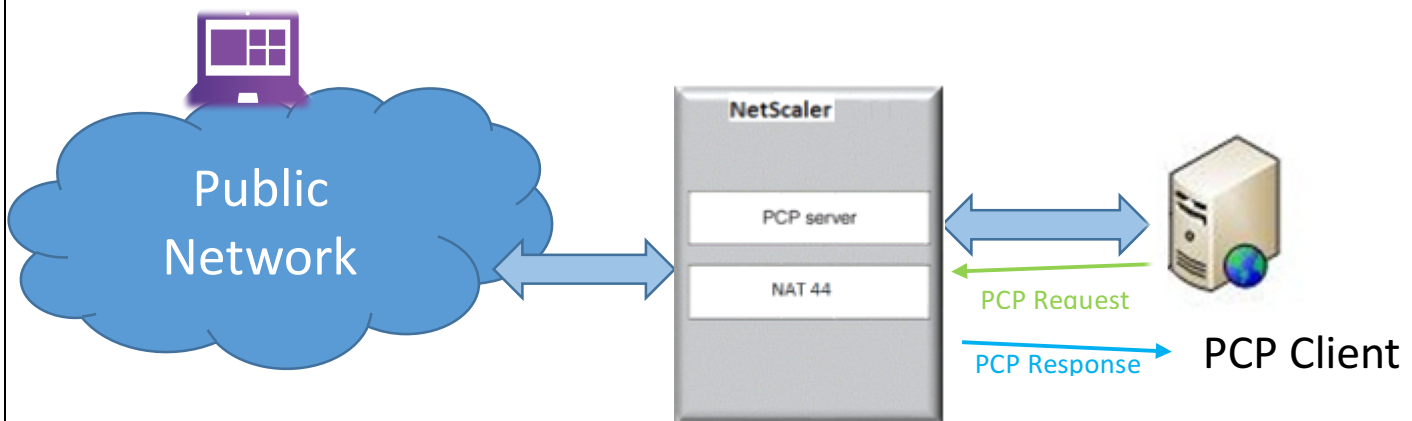 Public
Network
NetScaler
PCP server
NAT 44
PCP Request
PCP Response
PCP Client